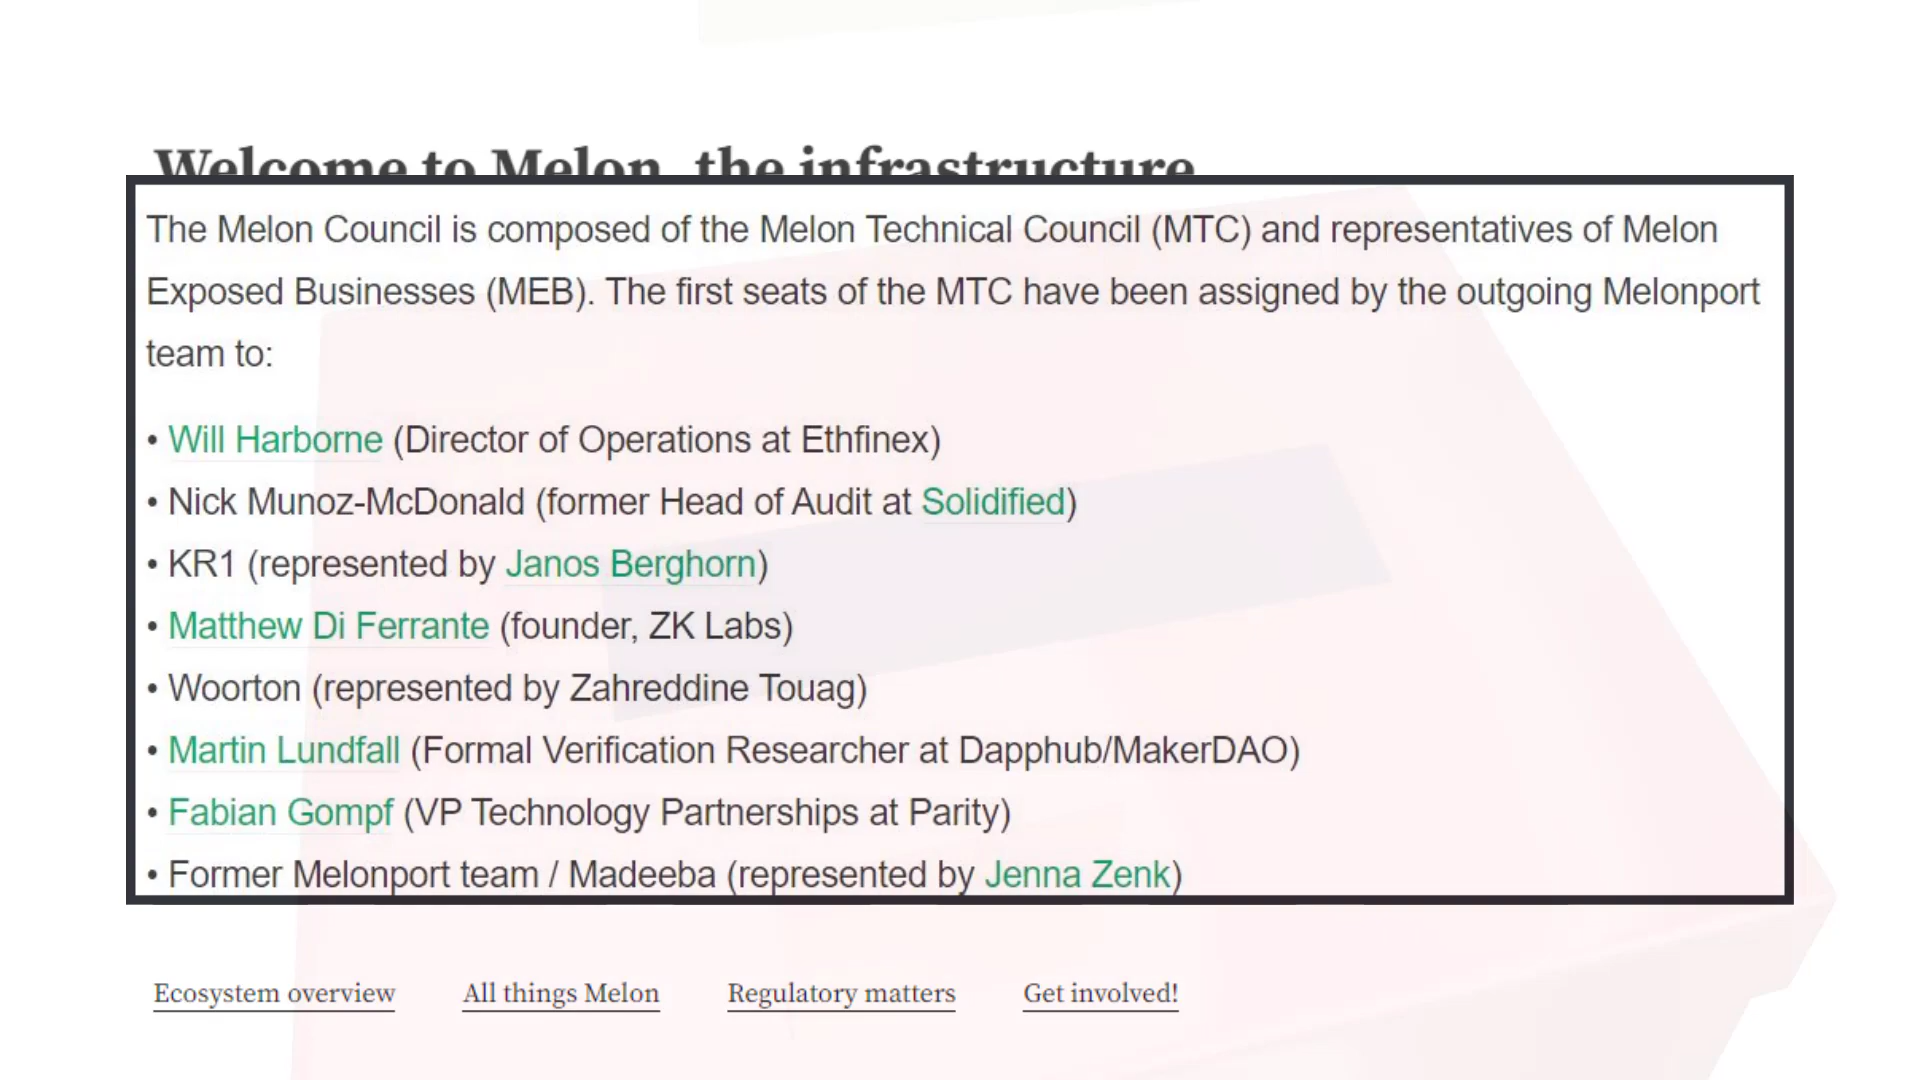 Welcome to Melon, the infrastructure
The Melon Council is composed of the Melon Technical Council (MTC) and representatives of Melon
Exposed Businesses (MEB). The first seats of the MTC have been assigned by the outgoing Melonport
team to:
• Will Harborne (Director of Operations at Ethfinex)
• Nick Munoz-McDonald (former Head of Audit at Solidified)
• KR1 (represented by Janos Berghorn)
• Matthew Di Ferrante (founder, ZK Labs)
• Woorton (represented by Zahreddine Touag)
• Martin Lundfall (Formal Verification Researcher at Dapphub/MakerDAO)
• Fabian Gompf (VP Technology Partnerships at Parity)
• Former Melonport team / Madeeba (represented by Jenna Zenk)
Ecosystem overview All things Melon Regulatory matters Get involved!